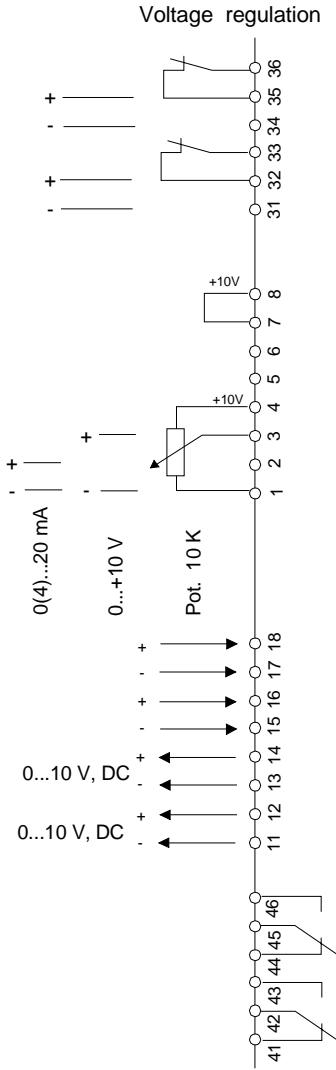 Voltage regulation
36
+ 35
- 34
33
+ 32
- 31
+10V 8
7
6
5
+10V 4
+ 3
+ 2
- - 1
0(4)...20 mA
0...+10 V
Pot. 10 K
+ 18
- 17
+ 16
- 15
+ 14
0...10 V, DC
- 13
+ 12
0...10 V, DC
- 11
46
45
44
43
42
41